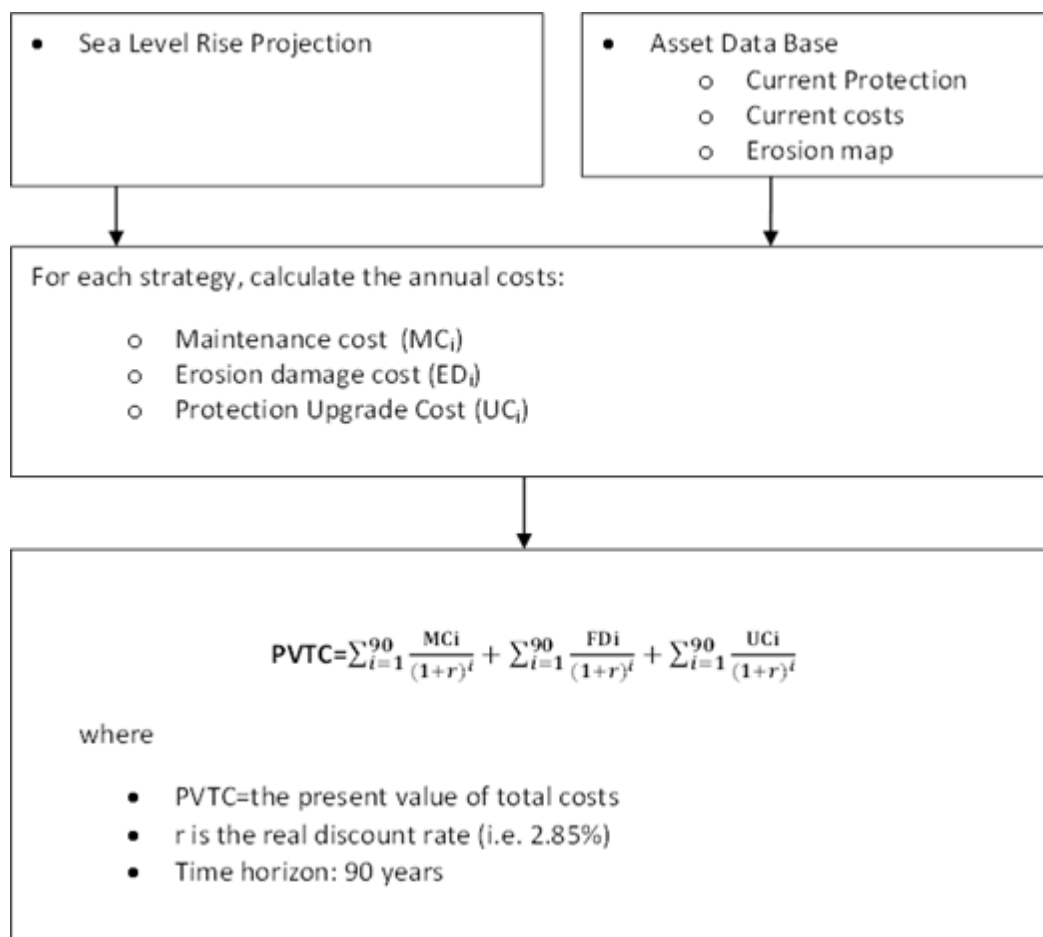 • Sea Level Rise Projection
• Asset Data Base
○ Current Protection
○ Current costs
○ Erosion map
For each strategy, calculate the annual costs:
○ Maintenance cost (MCᵢ)
○ Erosion damage cost (EDᵢ)
○ Protection Upgrade Cost (UCᵢ)
PVTC=∑_{i=1}^{90} MCi/(1+r)^i + ∑_{i=1}^{90} FDi/(1+r)^i + ∑_{i=1}^{90} UCi/(1+r)^i
where
• PVTC=the present value of total costs
• r is the real discount rate (i.e. 2.85%)
• Time horizon: 90 years